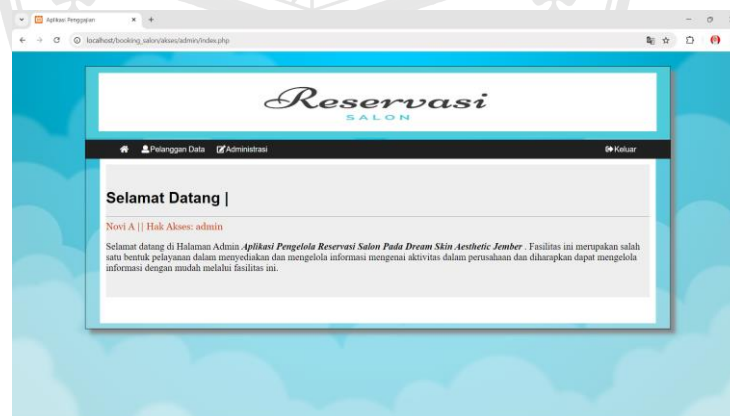 Aplikasi Penggajian
localhost/booking_salon/akses/admin/index.php
Reservasi
SALON
Pelanggan Data Administrasi Keluar
Selamat Datang |
Novi A || Hak Akses: admin
Selamat datang di Halaman Admin Aplikasi Pengelola Reservasi Salon Pada Dream Skin Aesthetic Jember . Fasilitas ini merupakan salah
satu bentuk pelayanan dalam menyediakan dan mengelola informasi mengenai aktivitas dalam perusahaan dan diharapkan dapat mengelola
informasi dengan mudah melalui fasilitas ini.